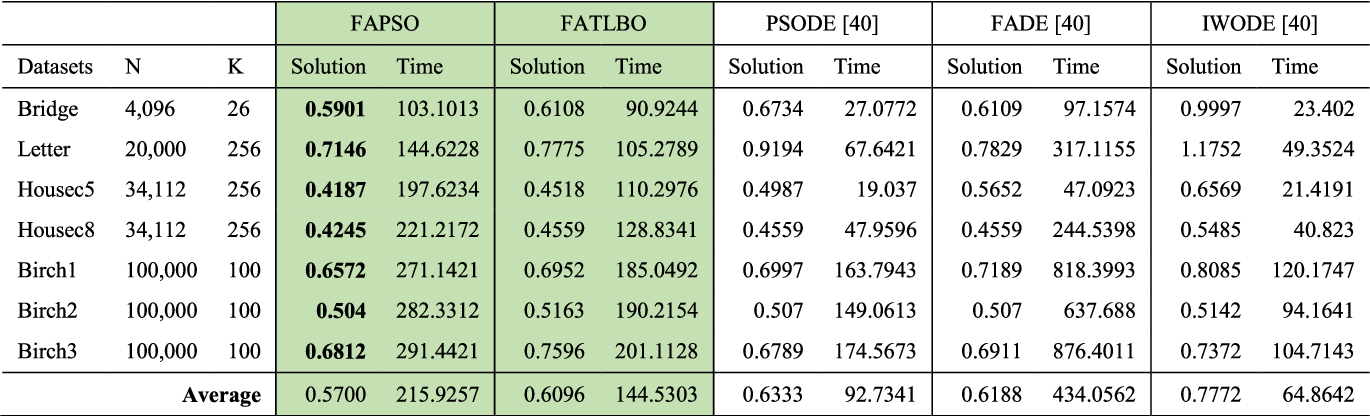 FAPSO FATLBO PSODE [40] FADE [40] IWODE [40]
Datasets N K Solution Time Solution Time Solution Time Solution Time Solution Time
Bridge 4,096 26 0.5901 103.1013 0.6108 90.9244 0.6734 27.0772 0.6109 97.1574 0.9997 23.402
Letter 20,000 256 0.7146 144.6228 0.7775 105.2789 0.9194 67.6421 0.7829 317.1155 1.1752 49.3524
Housec5 34,112 256 0.4187 197.6234 0.4518 110.2976 0.4987 19.037 0.5652 47.0923 0.6569 21.4191
Housec8 34,112 256 0.4245 221.2172 0.4559 128.8341 0.4559 47.9596 0.4559 244.5398 0.5485 40.823
Birch1 100,000 100 0.6572 271.1421 0.6952 185.0492 0.6997 163.7943 0.7189 818.3993 0.8085 120.1747
Birch2 100,000 100 0.504 282.3312 0.5163 190.2154 0.507 149.0613 0.507 637.688 0.5142 94.1641
Birch3 100,000 100 0.6812 291.4421 0.7596 201.1128 0.6789 174.5673 0.6911 876.4011 0.7372 104.7143
Average 0.5700 215.9257 0.6096 144.5303 0.6333 92.7341 0.6188 434.0562 0.7772 64.8642